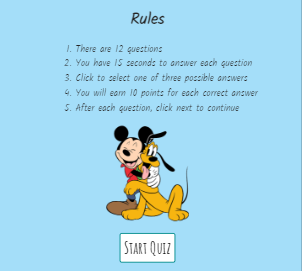 Rules
1. There are 12 questions
2. You have 15 seconds to answer each question
3. Click to select one of three possible answers
4. You will earn 10 points for each correct answer
5. After each question, click next to continue
Start Quiz